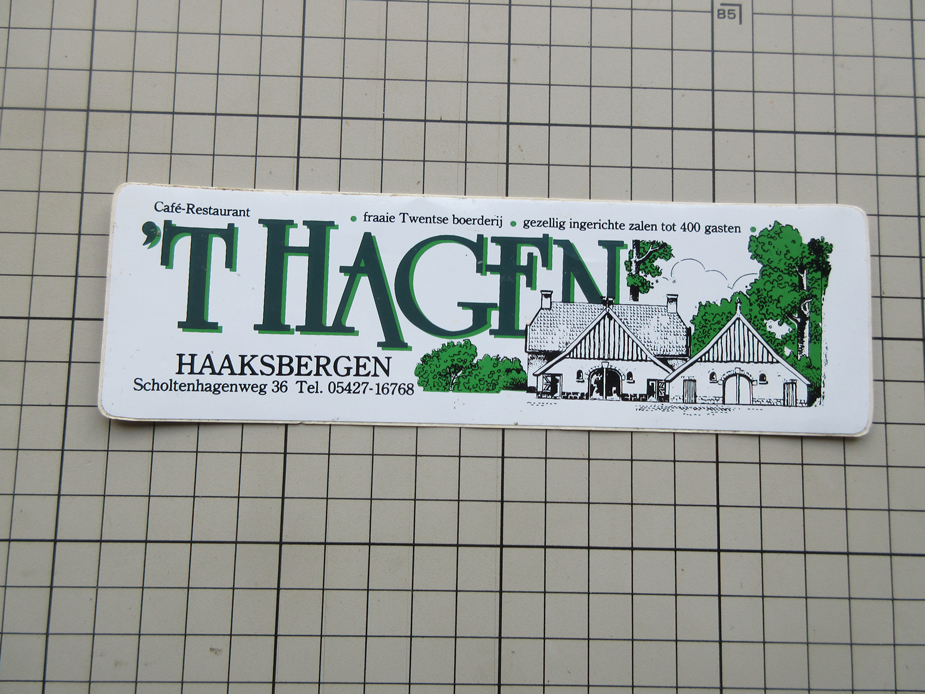 85
Café-Restaurant
• fraaie Twentse boerderij • gezellig ingerichte zalen tot 400 gasten •
'T HAGEN
HAAKSBERGEN
Scholtenhagenweg 36 Tel. 05427-16768